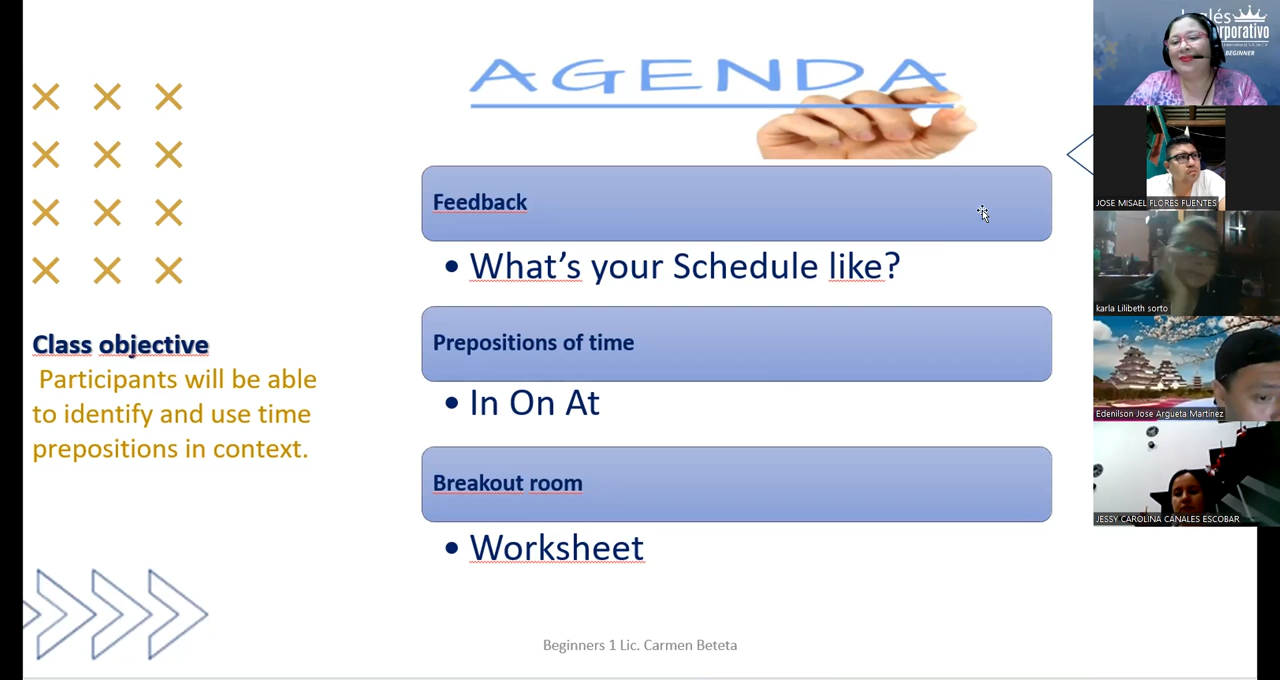 AGENDA
Feedback
• What's your Schedule like?
Prepositions of time
• In On At
Breakout room
• Worksheet
Class objective
Participants will be able
to identify and use time
prepositions in context.
Beginners 1 Lic. Carmen Beteta
Inglés
BEGINNER
JOSE MISAEL FLORES FUENTES
karla Lilibeth sorto
Edenilson Jose Argueta Martinez
JESSY CAROLINA CANALES ESCOBAR